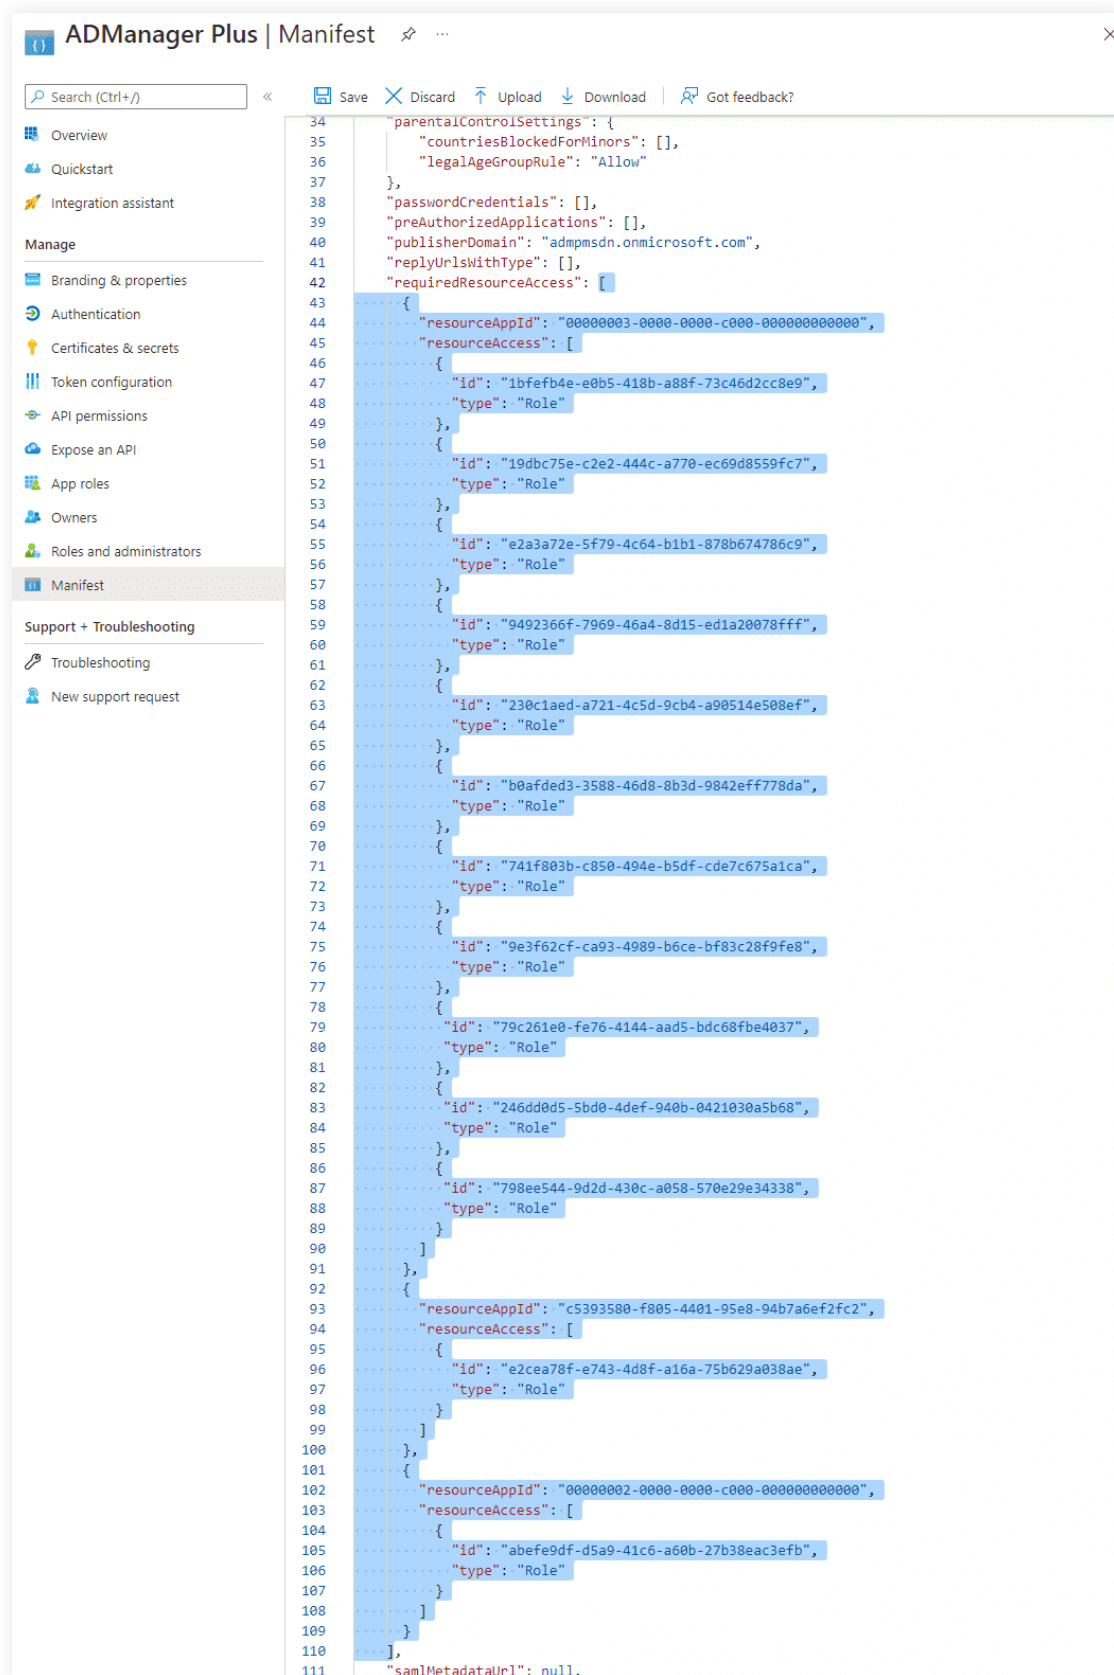 ADManager Plus | Manifest
Search (Ctrl+/)
Save Discard Upload Download Got feedback?
Overview
Quickstart
Integration assistant
Manage
Branding & properties
Authentication
Certificates & secrets
Token configuration
API permissions
Expose an API
App roles
Owners
Roles and administrators
Manifest
Support + Troubleshooting
Troubleshooting
New support request
34 "parentalControlSettings": {
35 "countriesBlockedForMinors": [],
36 "legalAgeGroupRule": "Allow"
37 },
38 "passwordCredentials": [],
39 "preAuthorizedApplications": [],
40 "publisherDomain": "admpmsdn.onmicrosoft.com",
41 "replyUrlsWithType": [],
42 "requiredResourceAccess": [
43 {
44 "resourceAppId": "00000003-0000-0000-c000-000000000000",
45 "resourceAccess": [
46 {
47 "id": "1bfefb4e-e0b5-418b-a88f-73c46d2cc8e9",
48 "type": "Role"
49 },
50 {
51 "id": "19dbc75e-c2e2-444c-a770-ec69d8559fc7",
52 "type": "Role"
53 },
54 {
55 "id": "e2a3a72e-5f79-4c64-b1b1-878b674786c9",
56 "type": "Role"
57 },
58 {
59 "id": "9492366f-7969-46a4-8d15-ed1a20078fff",
60 "type": "Role"
61 },
62 {
63 "id": "230c1aed-a721-4c5d-9cb4-a90514e508ef",
64 "type": "Role"
65 },
66 {
67 "id": "b0afded3-3588-46d8-8b3d-9842eff778da",
68 "type": "Role"
69 },
70 {
71 "id": "741f803b-c850-494e-b5df-cde7c675a1ca",
72 "type": "Role"
73 },
74 {
75 "id": "9e3f62cf-ca93-4989-b6ce-bf83c28f9fe8",
76 "type": "Role"
77 },
78 {
79 "id": "79c261e0-fe76-4144-aad5-bdc68fbe4037",
80 "type": "Role"
81 },
82 {
83 "id": "246dd0d5-5bd0-4def-940b-0421030a5b68",
84 "type": "Role"
85 },
86 {
87 "id": "798ee544-9d2d-430c-a058-570e29e34338",
88 "type": "Role"
89 }
90 ]
91 },
92 {
93 "resourceAppId": "c5393580-f805-4401-95e8-94b7a6ef2fc2",
94 "resourceAccess": [
95 {
96 "id": "e2cea78f-e743-4d8f-a16a-75b629a038ae",
97 "type": "Role"
98 }
99 ]
100 },
101 {
102 "resourceAppId": "00000002-0000-0000-c000-000000000000",
103 "resourceAccess": [
104 {
105 "id": "abefe9df-d5a9-41c6-a60b-27b38eac3efb",
106 "type": "Role"
107 }
108 ]
109 }
110 ],
111 "samlMetadataUrl": null,